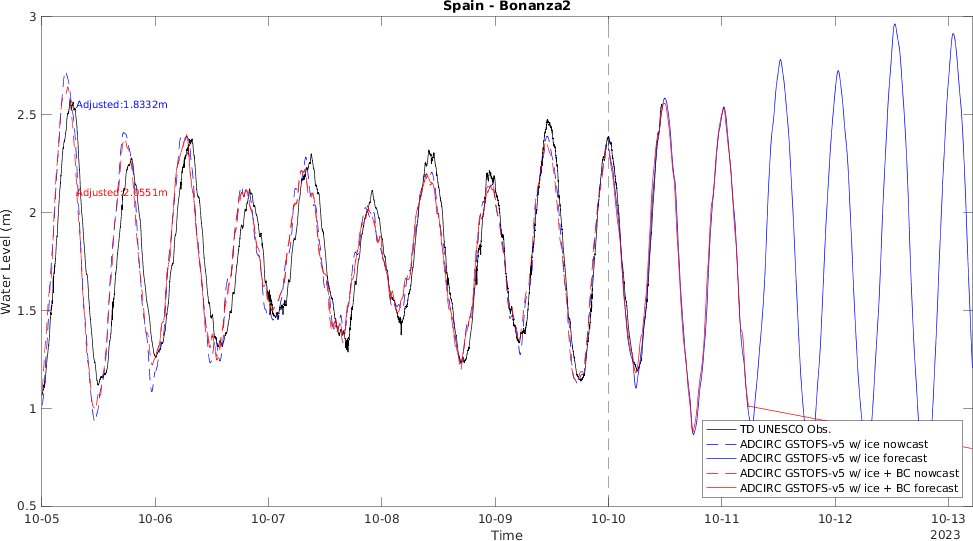 Spain - Bonanza2
3
2.5
2
1.5
1
0.5
Water Level (m)
Adjusted:1.8332m
Adjusted:2.0551m
TD UNESCO Obs.
ADCIRC GSTOFS-v5 w/ ice nowcast
ADCIRC GSTOFS-v5 w/ ice forecast
ADCIRC GSTOFS-v5 w/ ice + BC nowcast
ADCIRC GSTOFS-v5 w/ ice + BC forecast
10-05 10-06 10-07 10-08 10-09 10-10 10-11 10-12 10-13
2023
Time